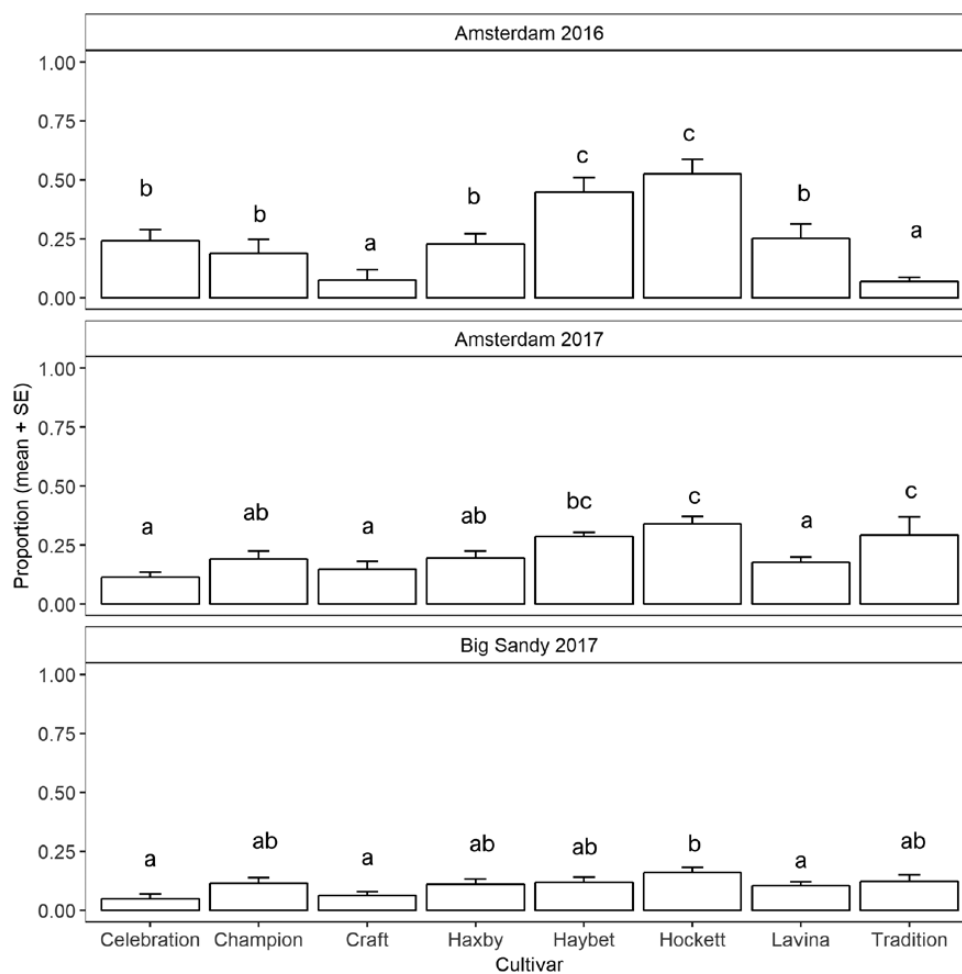 Amsterdam 2016
1.00
0.75
0.50
0.25
0.00
b b a b c c b a
Amsterdam 2017
1.00
0.75
0.50
0.25
0.00
a ab a ab bc c a c
Big Sandy 2017
1.00
0.75
0.50
0.25
0.00
a ab a ab ab b a ab
Proportion (mean + SE)
Celebration Champion Craft Haxby Haybet Hockett Lavina Tradition
Cultivar